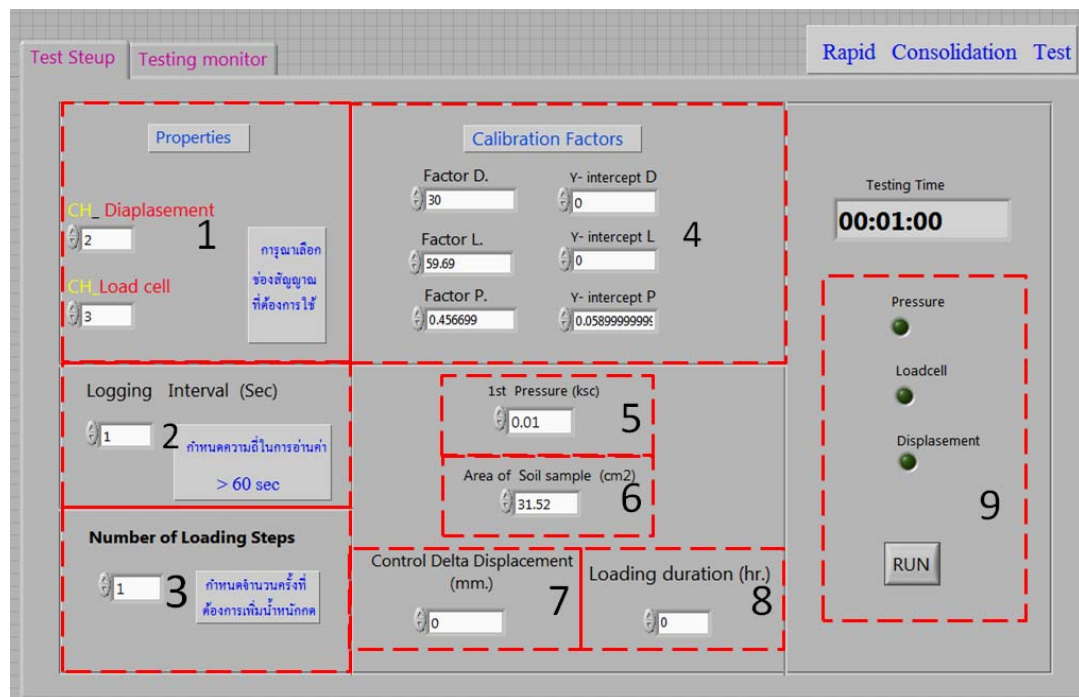 Test Steup
Testing monitor
Rapid Consolidation Test
Properties
CH_ Diaplasement
2
1
CH_Load cell
3
การุณาเลือก
ช่องสัญญาณ
ที่ต้องการใช้
Calibration Factors
Factor D.
Y- intercept D
30
0
Factor L.
Y- intercept L
4
59.69
0
Factor P.
Y- intercept P
0.456699
0.05899999999
Testing Time
00:01:00
Logging Interval (Sec)
1
2
กำหนดความถี่ในการอ่านค่า
> 60 sec
1st Pressure (ksc)
0.01
5
Area of Soil sample (cm2)
31.52
6
Number of Loading Steps
1
3
กำหนดจำนวนครั้งที่
ต้องการเพิ่มน้ำหนักกด
Control Delta Displacement
(mm.)
7
0
Loading duration (hr.)
8
0
Pressure
Loadcell
Displasement
9
RUN